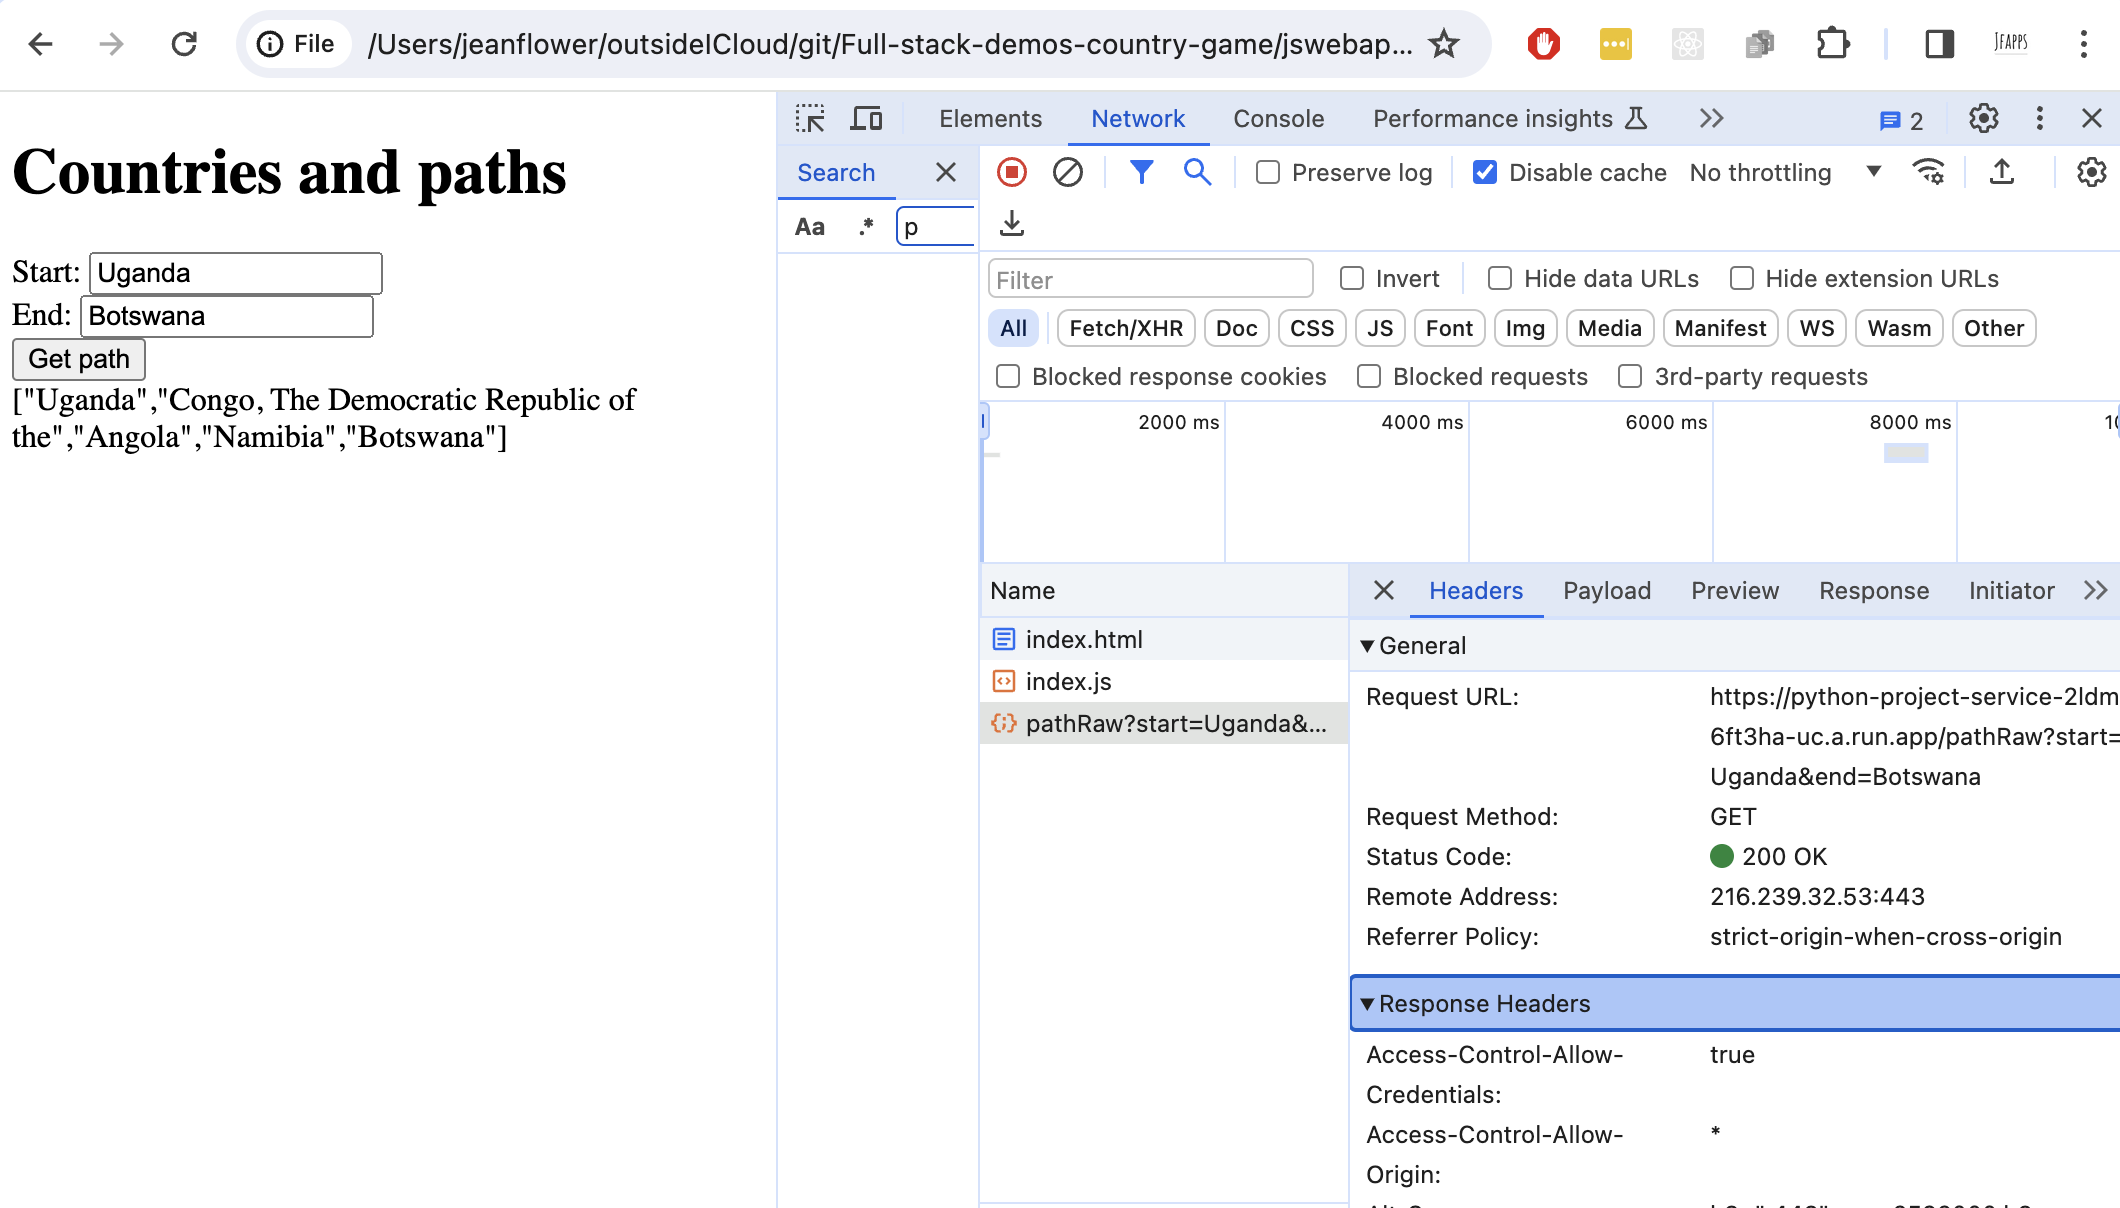 File /Users/jeanflower/outsideICloud/git/Full-stack-demos-country-game/jswebap... JFAPPS
Countries and paths
Start: Uganda
End: Botswana
Get path
["Uganda","Congo, The Democratic Republic of
the","Angola","Namibia","Botswana"]
Elements Network Console Performance insights 2
Search
Aa .* p
Preserve log Disable cache No throttling
Filter Invert Hide data URLs Hide extension URLs
All Fetch/XHR Doc CSS JS Font Img Media Manifest WS Wasm Other
Blocked response cookies Blocked requests 3rd-party requests
2000 ms 4000 ms 6000 ms 8000 ms
Name
index.html
index.js
pathRaw?start=Uganda&...
Headers Payload Preview Response Initiator
General
Request URL: https://python-project-service-2ldm
6ft3ha-uc.a.run.app/pathRaw?start=
Uganda&end=Botswana
Request Method: GET
Status Code: 200 OK
Remote Address: 216.239.32.53:443
Referrer Policy: strict-origin-when-cross-origin
Response Headers
Access-Control-Allow- true
Credentials:
Access-Control-Allow- *
Origin: